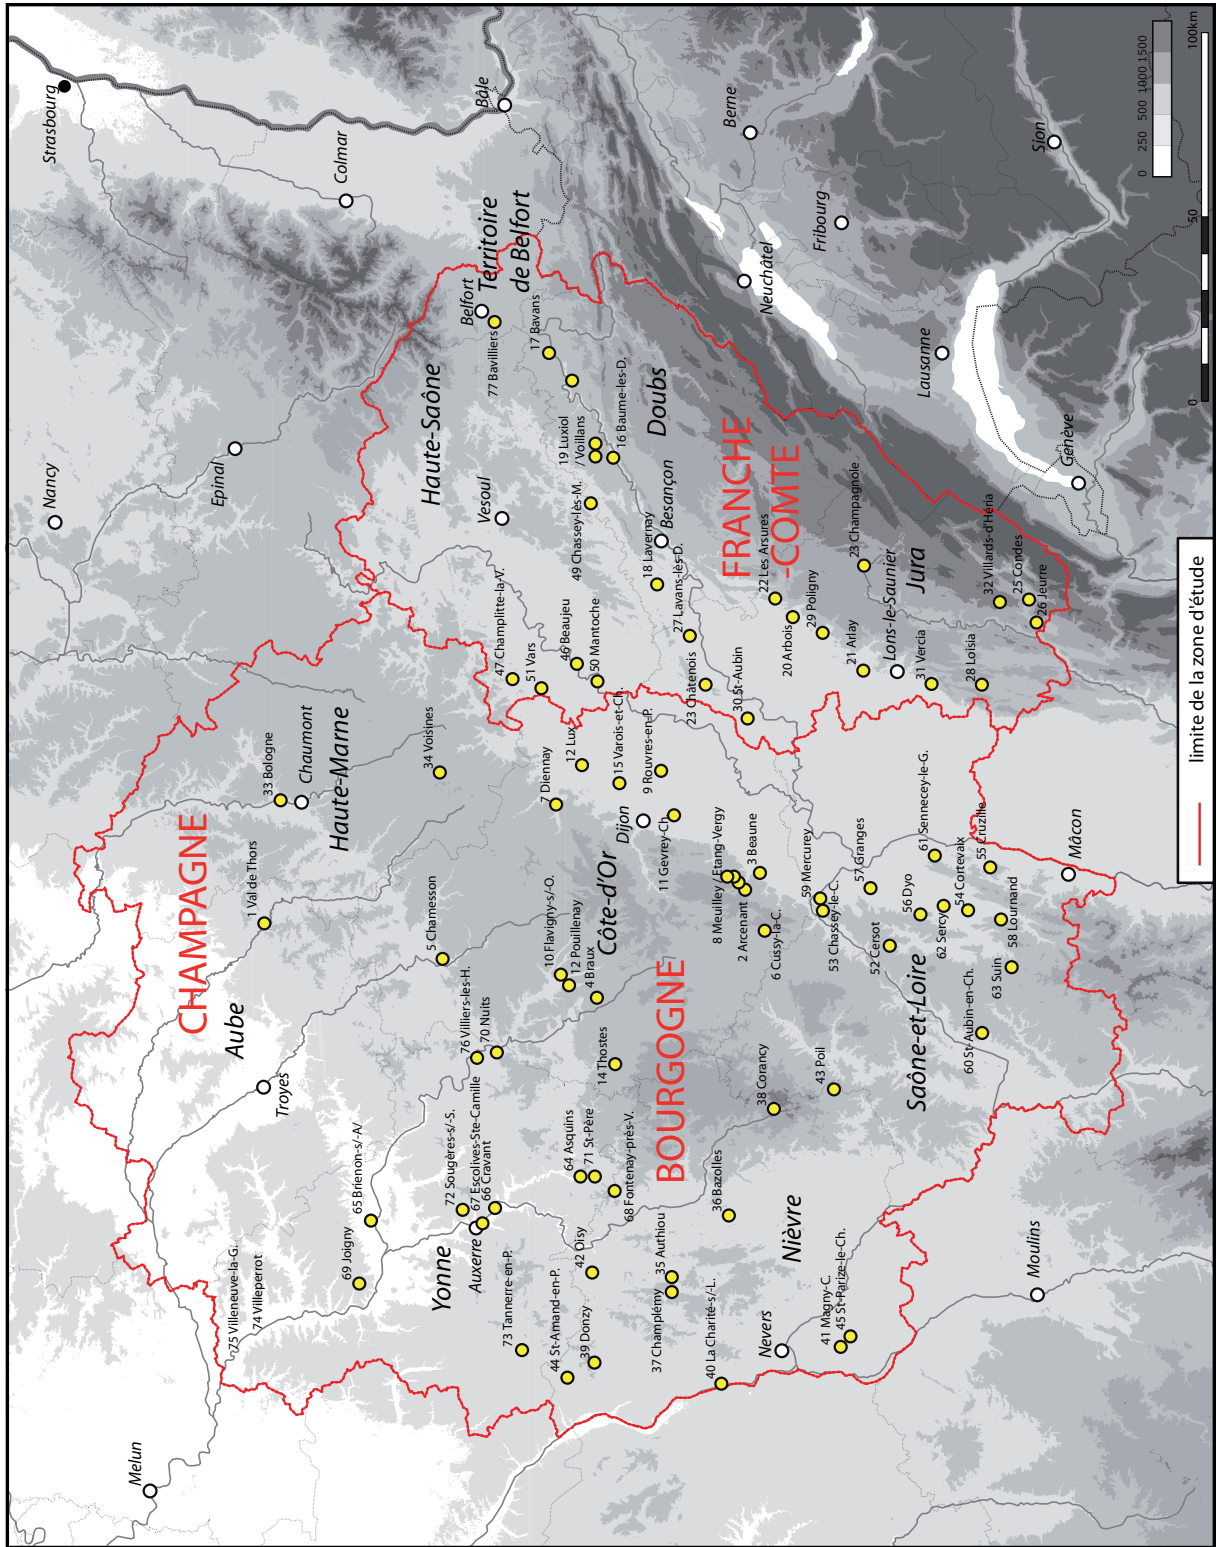 Strasbourg
Nancy
Colmar
Epinal
Bâle
Melun
CHAMPAGNE
Aube
Troyes
1 Val de Thors
33 Bologne
Chaumont
Haute-Marne
34 Voisines
5 Chamesson
75 Villeneuve-la-G.
74 Villeperrot
69 Joigny
65 Brienon-s/-A/
Yonne
Auxerre
72 Sougères-s/-S.
67 Escolives-Ste-Camille
66 Cravant
76 Villiers-les-H.
70 Nuits
73 Tannerre-en-P.
44 St-Amand-en-P.
39 Donzy
42 Oisy
64 Asquins
71 St-Père
68 Fontenay-près-V.
14 Thostes
10 Flavigny-s/-O.
12 Pouillenay
4 Braux
Côte-d'Or
7 Diennay
12 Lux
15 Varois-et-Ch.
9 Rouvres-en-P.
Dijon
11 Gevrey-Ch.
47 Champlitte-la-V.
51 Vars
46 Beaujeu
50 Mantoche
Haute-Saône
Vesoul
Territoire
de Belfort
Belfort
77 Bavilliers
17 Bavans
19 Luxiol
/ Voillans
16 Baume-les-D.
49 Chassey-lès-M.
Doubs
Besançon
18 Lavernay
27 Lavans-lès-D.
23 Châtenois
30 St-Aubin
FRANCHE
-COMTE
22 Les Arsures
20 Arbois
29 Poligny
21 Arlay
23 Champagnole
Lons-le-Saunier
Jura
31 Vercia
28 Loisia
32 Villards-d'Héria
25 Condes
26 Jeurre
BOURGOGNE
37 Champlémy
35 Authiou
36 Bazolles
40 La Charité-s/-L.
Nièvre
Nevers
41 Magny-C.
45 St-Parize-le-Ch.
38 Corancy
43 Poil
8 Meuilley / Etang-Vergy
2 Arcenant
3 Beaune
6 Cussy-la-C.
59 Mercurey
53 Chassey-le-C.
57 Granges
52 Cersot
56 Dyo
61 Sennecey-le-G.
62 Sercy
54 Cortevaix
55 Cruzille
58 Lournand
63 Suin
60 St-Aubin-en-Ch.
Saône-et-Loire
Mâcon
Moulins
Berne
Fribourg
Neuchâtel
Lausanne
Genève
Sion
0 250 500 1000 1500
0 50 100km
limite de la zone d'étude